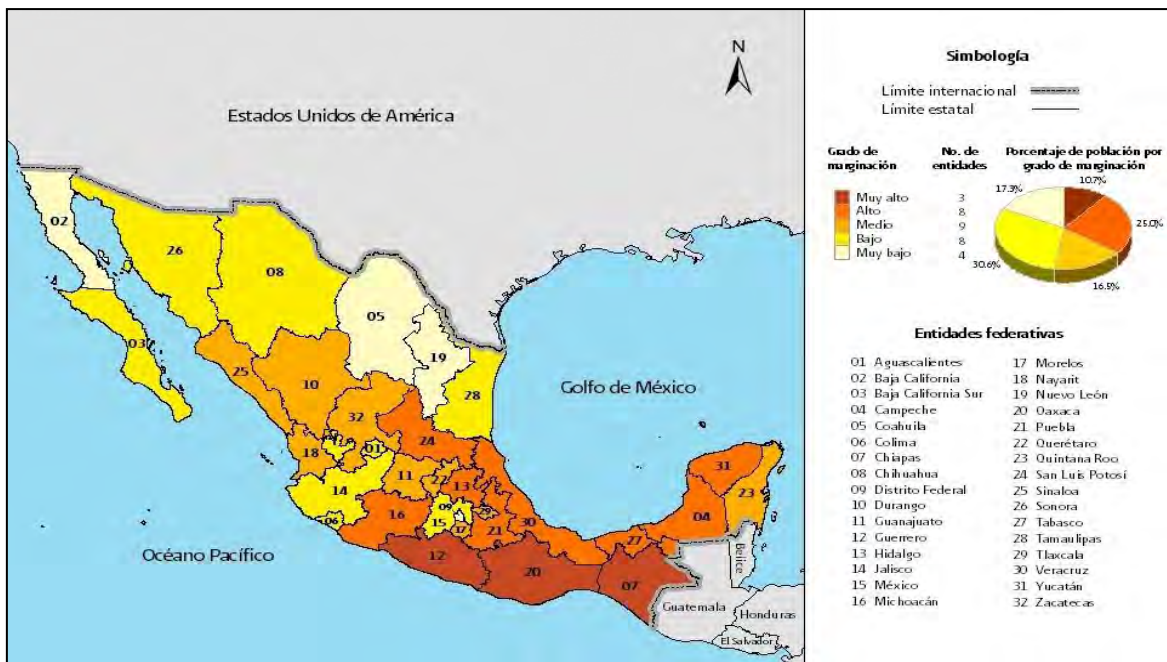 N
Estados Unidos de América
02
26
08
05
03
19
25
10
28
Golfo de México
32
24
01
18
31
11
22
13
14
23
09
29
04
16
15
17
21
30
06
27
Océano Pacífico
12
20
07
Belice
Guatemala
Honduras
El Salvador
Simbología
Límite internacional
Límite estatal
Grado de marginación
No. de entidades
Porcentaje de población por grado de marginación
Muy alto 3
Alto 8
Medio 9
Bajo 8
Muy bajo 4
10.7%
17.3%
25.0%
30.6%
16.5%
Entidades federativas
01 Aguascalientes
02 Baja California
03 Baja California Sur
04 Campeche
05 Coahuila
06 Colima
07 Chiapas
08 Chihuahua
09 Distrito Federal
10 Durango
11 Guanajuato
12 Guerrero
13 Hidalgo
14 Jalisco
15 México
16 Michoacán
17 Morelos
18 Nayarit
19 Nuevo León
20 Oaxaca
21 Puebla
22 Querétaro
23 Quintana Roo
24 San Luis Potosí
25 Sinaloa
26 Sonora
27 Tabasco
28 Tamaulipas
29 Tlaxcala
30 Veracruz
31 Yucatán
32 Zacatecas